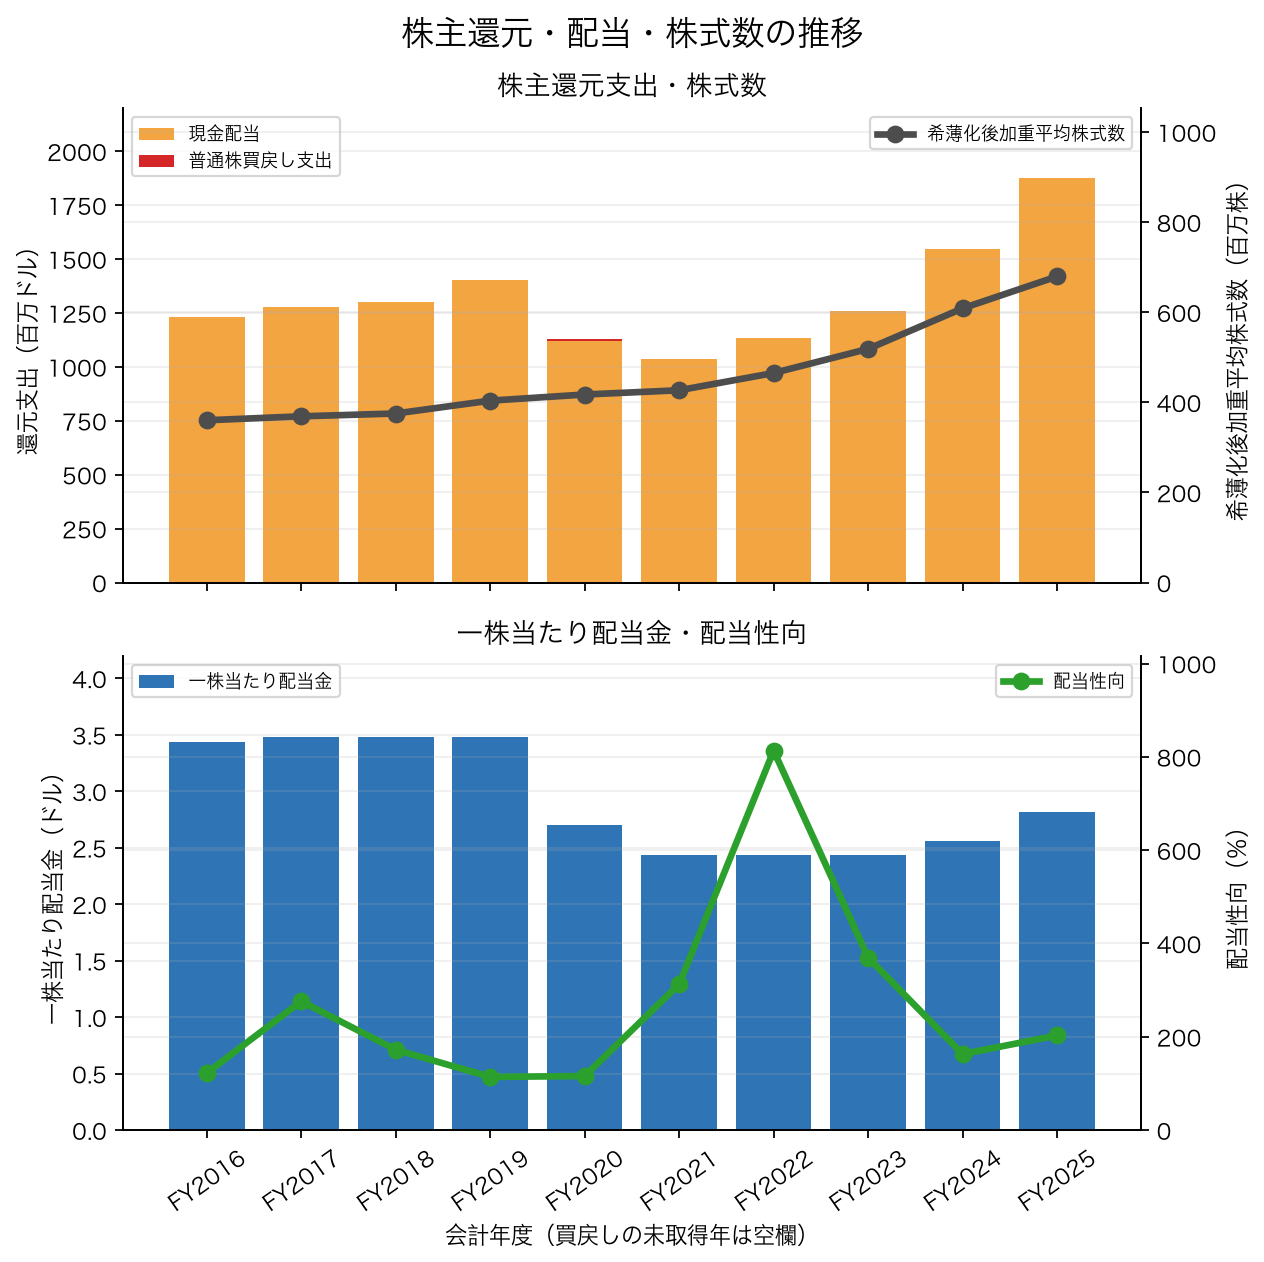 株主還元・配当・株式数の推移
株主還元支出・株式数
現金配当
普通株買戻し支出
希薄化後加重平均株式数
還元支出（百万ドル）
2000
1750
1500
1250
1000
750
500
250
0
1000
800
600
400
200
0
希薄化後加重平均株式数（百万株）
一株当たり配当金・配当性向
一株当たり配当金
配当性向
一株当たり配当金（ドル）
4.0
3.5
3.0
2.5
2.0
1.5
1.0
0.5
0.0
1000
800
600
400
200
0
配当性向（%）
FY2016
FY2017
FY2018
FY2019
FY2020
FY2021
FY2022
FY2023
FY2024
FY2025
会計年度（買戻しの未取得年は空欄）